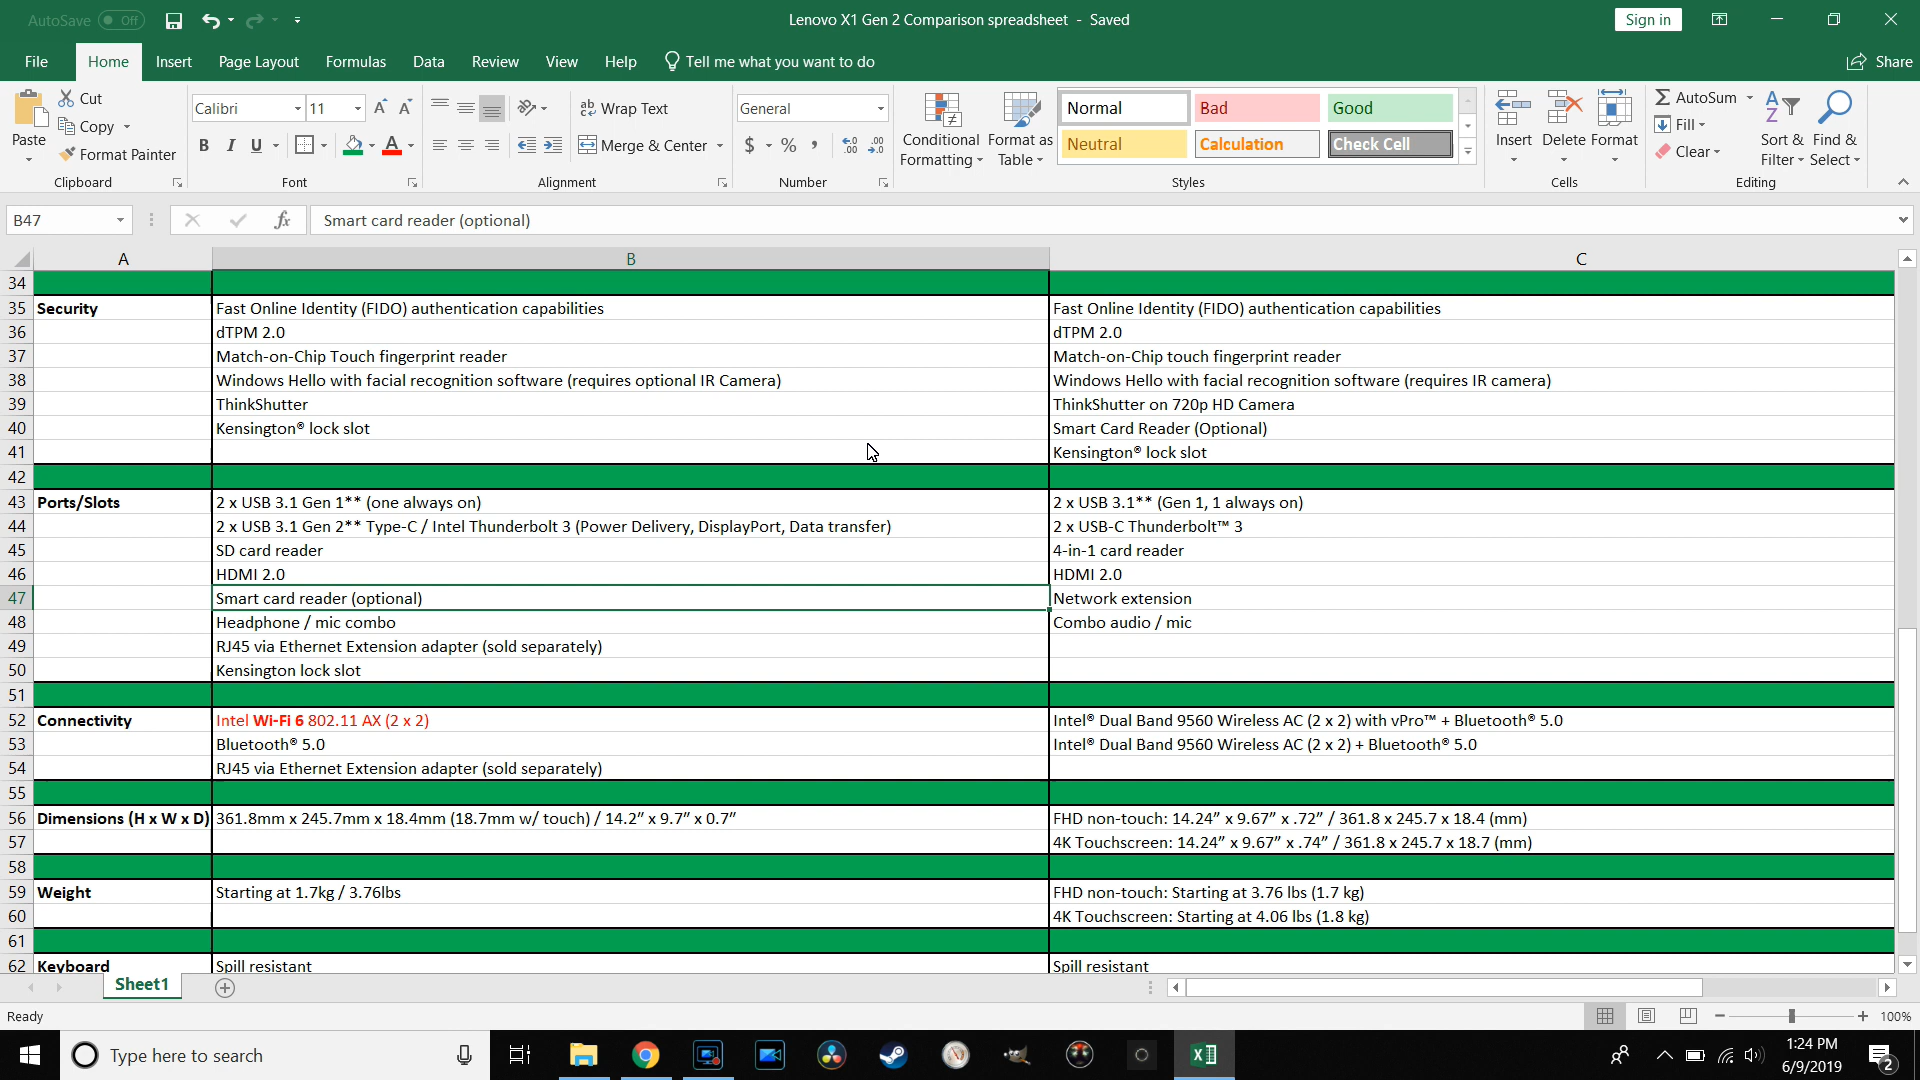 AutoSave Off
Lenovo X1 Gen 2 Comparison spreadsheet - Saved
Sign in
File Home Insert Page Layout Formulas Data Review View Help Tell me what you want to do
Share
Paste
Cut
Copy
Format Painter
Clipboard
Calibri 11
B I U
Font
Wrap Text
Merge & Center
Alignment
General
$ % ,
Number
Conditional Formatting
Format as Table
Normal Bad Good
Neutral Calculation Check Cell
Styles
Insert Delete Format
Cells
AutoSum
Fill
Clear
Sort & Filter
Find & Select
Editing
B47 fx Smart card reader (optional)
A B C
34
35 Security Fast Online Identity (FIDO) authentication capabilities Fast Online Identity (FIDO) authentication capabilities
36 dTPM 2.0 dTPM 2.0
37 Match-on-Chip Touch fingerprint reader Match-on-Chip touch fingerprint reader
38 Windows Hello with facial recognition software (requires optional IR Camera) Windows Hello with facial recognition software (requires IR camera)
39 ThinkShutter ThinkShutter on 720p HD Camera
40 Kensington® lock slot Smart Card Reader (Optional)
41 Kensington® lock slot
42
43 Ports/Slots 2 x USB 3.1 Gen 1** (one always on) 2 x USB 3.1** (Gen 1, 1 always on)
44 2 x USB 3.1 Gen 2** Type-C / Intel Thunderbolt 3 (Power Delivery, DisplayPort, Data transfer) 2 x USB-C Thunderbolt™ 3
45 SD card reader 4-in-1 card reader
46 HDMI 2.0 HDMI 2.0
47 Smart card reader (optional) Network extension
48 Headphone / mic combo Combo audio / mic
49 RJ45 via Ethernet Extension adapter (sold separately)
50 Kensington lock slot
51
52 Connectivity Intel Wi-Fi 6 802.11 AX (2 x 2) Intel® Dual Band 9560 Wireless AC (2 x 2) with vPro™ + Bluetooth® 5.0
53 Bluetooth® 5.0 Intel® Dual Band 9560 Wireless AC (2 x 2) + Bluetooth® 5.0
54 RJ45 via Ethernet Extension adapter (sold separately)
55
56 Dimensions (H x W x D) 361.8mm x 245.7mm x 18.4mm (18.7mm w/ touch) / 14.2” x 9.7” x 0.7” FHD non-touch: 14.24” x 9.67” x .72” / 361.8 x 245.7 x 18.4 (mm)
57 4K Touchscreen: 14.24” x 9.67” x .74” / 361.8 x 245.7 x 18.7 (mm)
58
59 Weight Starting at 1.7kg / 3.76lbs FHD non-touch: Starting at 3.76 lbs (1.7 kg)
60 4K Touchscreen: Starting at 4.06 lbs (1.8 kg)
61
62 Keyboard Spill resistant Spill resistant
Sheet1
Ready
100%
Type here to search
1:24 PM
6/9/2019
2